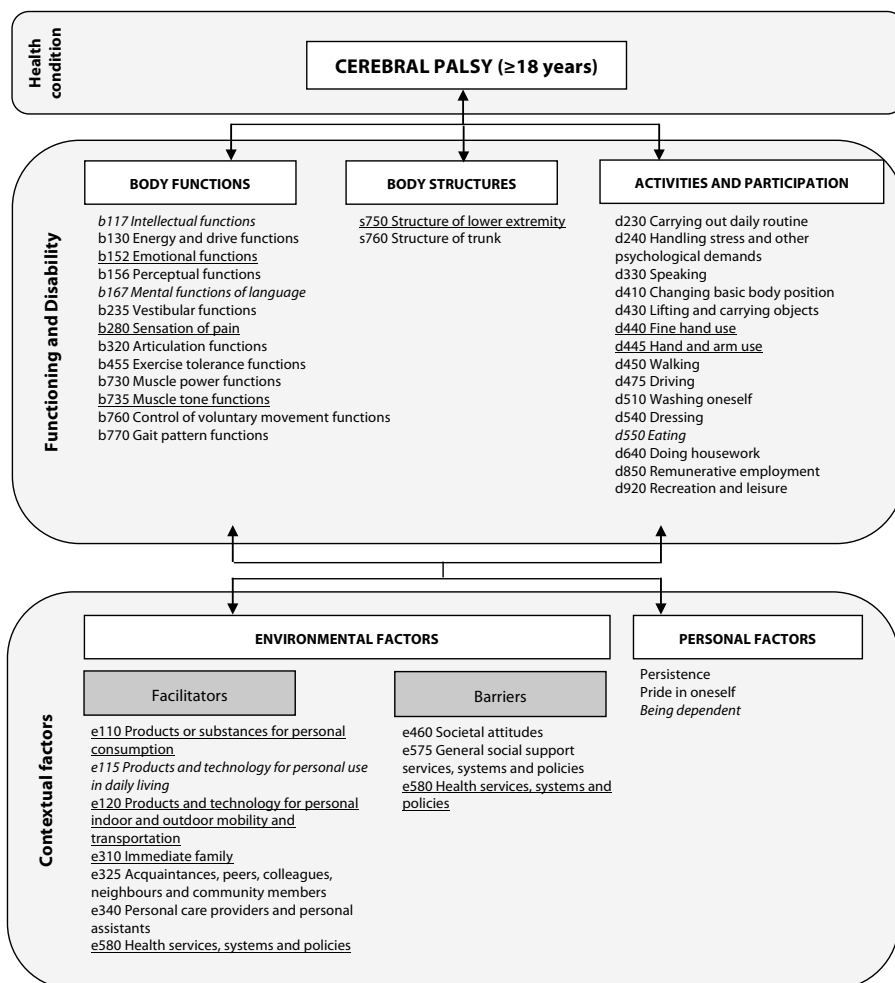 Health
condition
CEREBRAL PALSY (≥18 years)
Functioning and Disability
BODY FUNCTIONS
b117 Intellectual functions
b130 Energy and drive functions
b152 Emotional functions
b156 Perceptual functions
b167 Mental functions of language
b235 Vestibular functions
b280 Sensation of pain
b320 Articulation functions
b455 Exercise tolerance functions
b730 Muscle power functions
b735 Muscle tone functions
b760 Control of voluntary movement functions
b770 Gait pattern functions
BODY STRUCTURES
s750 Structure of lower extremity
s760 Structure of trunk
ACTIVITIES AND PARTICIPATION
d230 Carrying out daily routine
d240 Handling stress and other
psychological demands
d330 Speaking
d410 Changing basic body position
d430 Lifting and carrying objects
d440 Fine hand use
d445 Hand and arm use
d450 Walking
d475 Driving
d510 Washing oneself
d540 Dressing
d550 Eating
d640 Doing housework
d850 Remunerative employment
d920 Recreation and leisure
Contextual factors
ENVIRONMENTAL FACTORS
Facilitators
e110 Products or substances for personal
consumption
e115 Products and technology for personal use
in daily living
e120 Products and technology for personal
indoor and outdoor mobility and
transportation
e310 Immediate family
e325 Acquaintances, peers, colleagues,
neighbours and community members
e340 Personal care providers and personal
assistants
e580 Health services, systems and policies
Barriers
e460 Societal attitudes
e575 General social support
services, systems and policies
e580 Health services, systems and
policies
PERSONAL FACTORS
Persistence
Pride in oneself
Being dependent